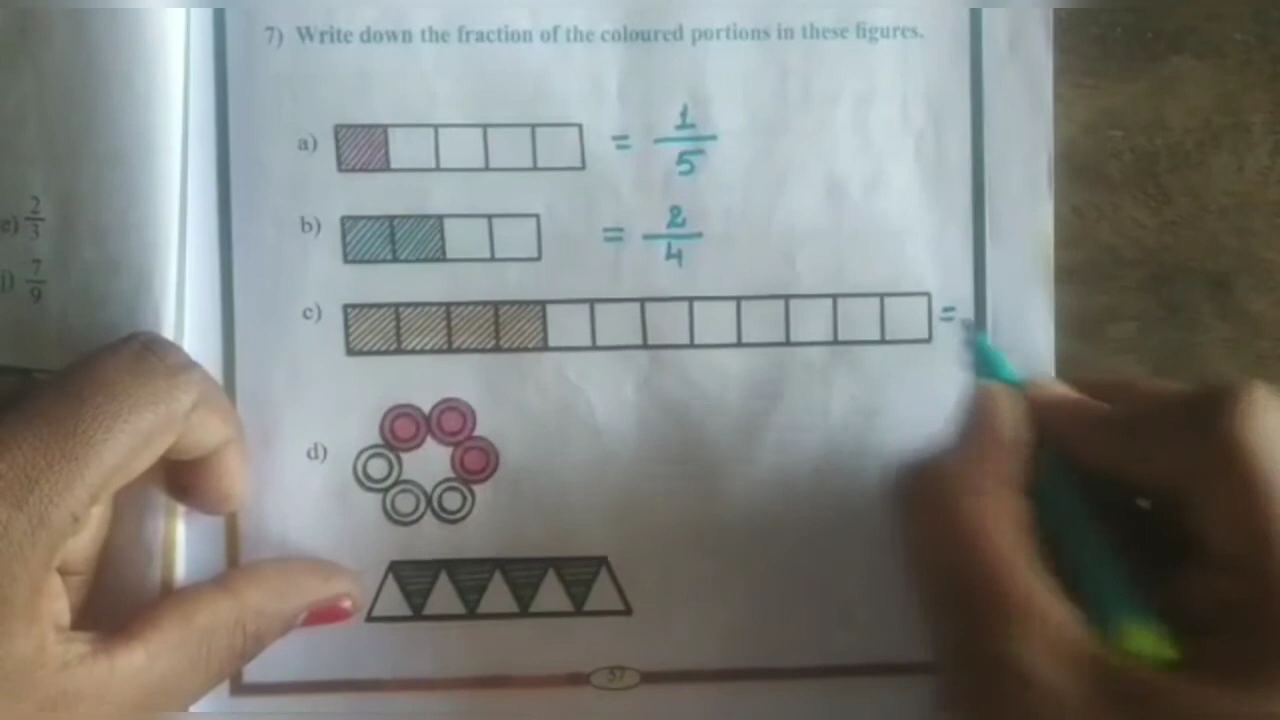 7) Write down the fraction of the coloured portions in these figures.
a) = 1/5
e) 2/3
b) = 2/4
j) 7/9
c) =
d)
57